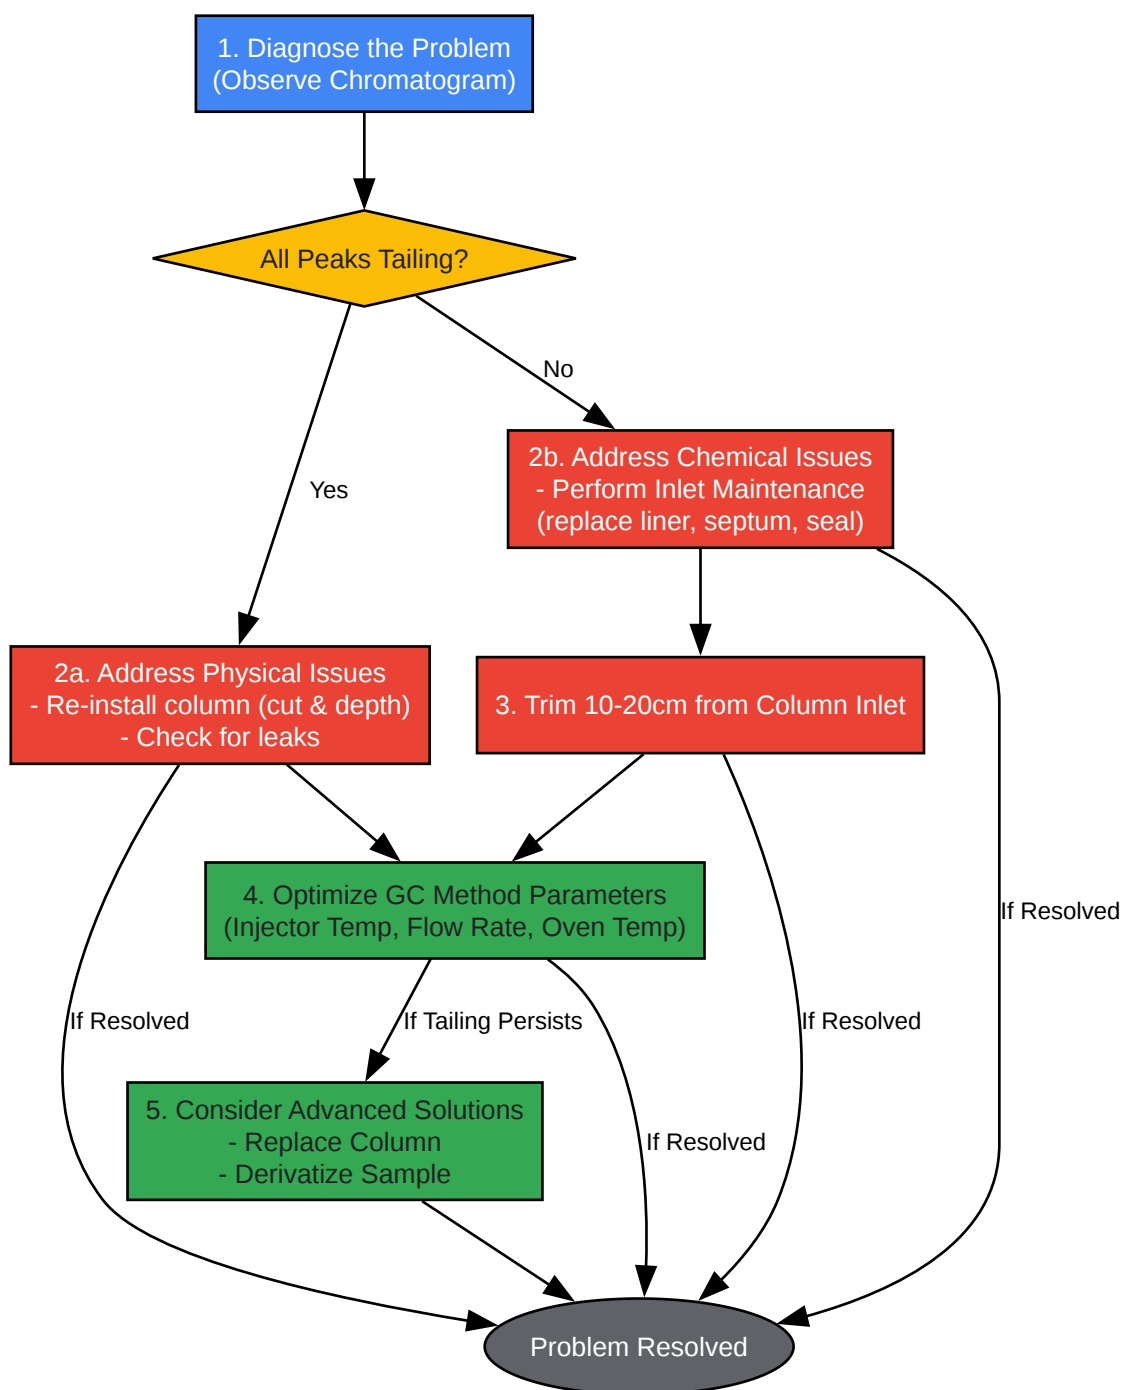 1. Diagnose the Problem
(Observe Chromatogram)
All Peaks Tailing?
No
Yes
2b. Address Chemical Issues
- Perform Inlet Maintenance
(replace liner, septum, seal)
2a. Address Physical Issues
- Re-install column (cut & depth)
- Check for leaks
3. Trim 10-20cm from Column Inlet
4. Optimize GC Method Parameters
(Injector Temp, Flow Rate, Oven Temp)
If Resolved
If Resolved
If Tailing Persists
If Resolved
5. Consider Advanced Solutions
- Replace Column
- Derivatize Sample
If Resolved
Problem Resolved